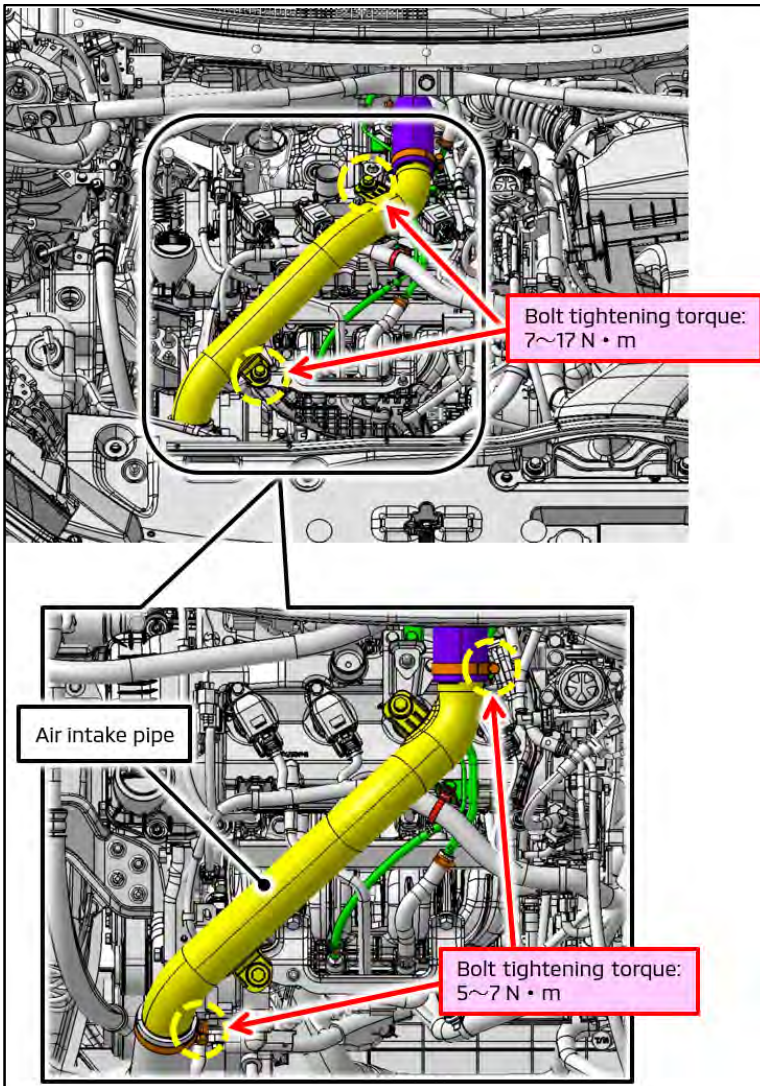 Bolt tightening torque:
7～17 N・m
Air intake pipe
Bolt tightening torque:
5～7 N・m